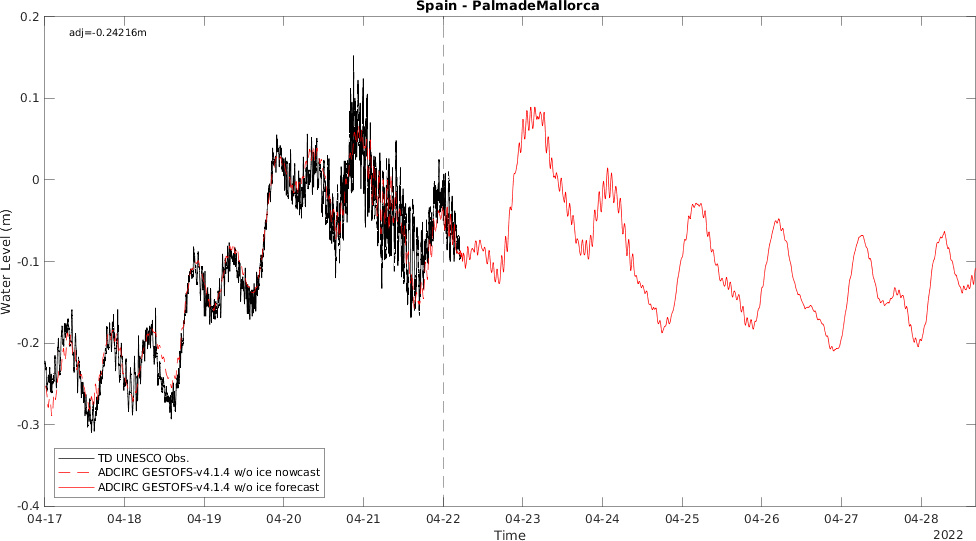 Spain - PalmadeMallorca
adj=-0.24216m
0.2
0.1
0
-0.1
-0.2
-0.3
-0.4
Water Level (m)
TD UNESCO Obs.
ADCIRC GESTOFS-v4.1.4 w/o ice nowcast
ADCIRC GESTOFS-v4.1.4 w/o ice forecast
04-17 04-18 04-19 04-20 04-21 04-22 04-23 04-24 04-25 04-26 04-27 04-28
Time
2022